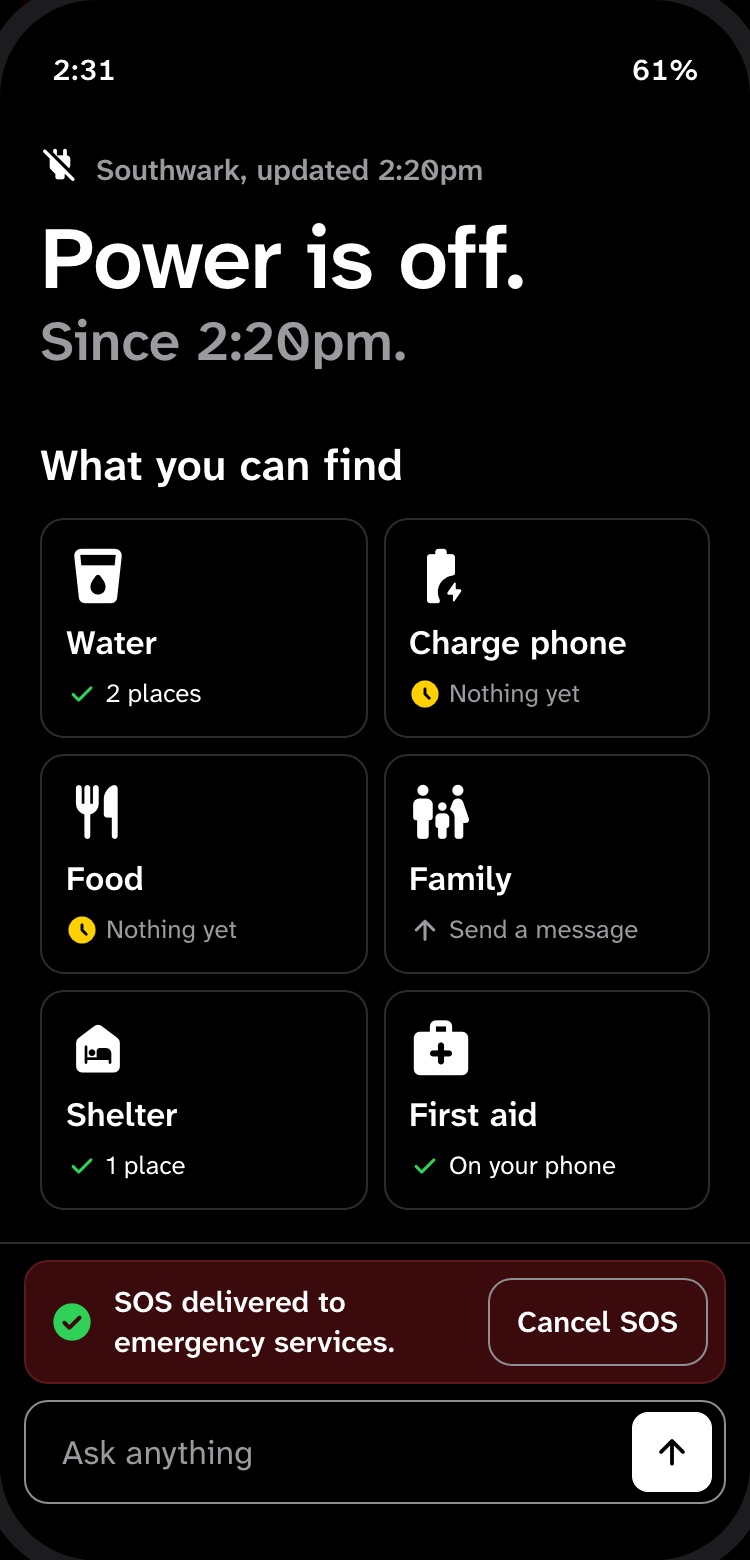 2:31
61%
Southwark, updated 2:20pm
Power is off.
Since 2:20pm.
What you can find
Water
2 places
Charge phone
Nothing yet
Food
Nothing yet
Family
Send a message
Shelter
1 place
First aid
On your phone
SOS delivered to
emergency services.
Cancel SOS
Ask anything